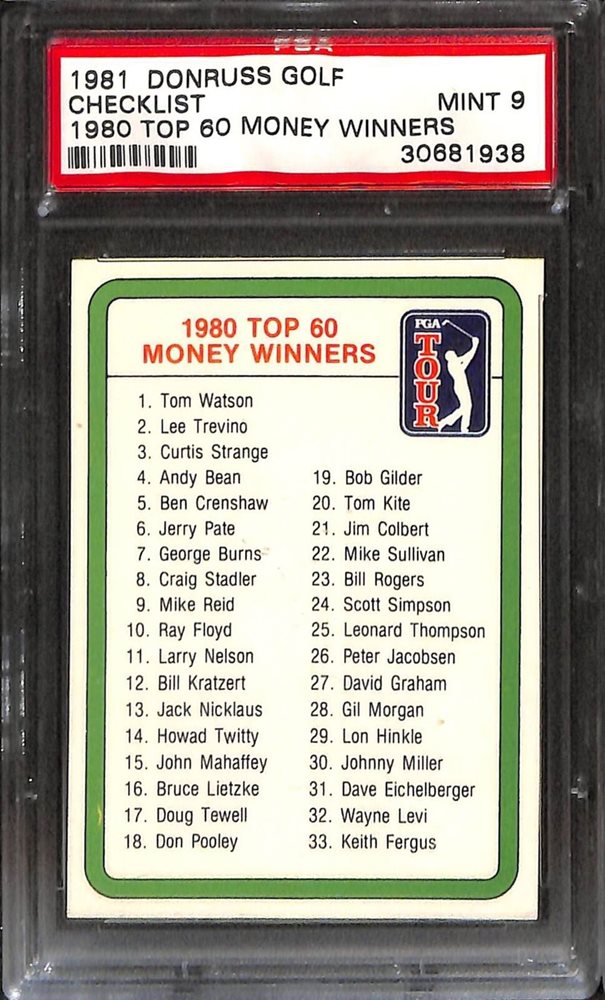 PSA
1981 DONRUSS GOLF
CHECKLIST MINT 9
1980 TOP 60 MONEY WINNERS
30681938
1980 TOP 60
MONEY WINNERS
PGA
TOUR
1. Tom Watson
2. Lee Trevino
3. Curtis Strange
4. Andy Bean
5. Ben Crenshaw
6. Jerry Pate
7. George Burns
8. Craig Stadler
9. Mike Reid
10. Ray Floyd
11. Larry Nelson
12. Bill Kratzert
13. Jack Nicklaus
14. Howad Twitty
15. John Mahaffey
16. Bruce Lietzke
17. Doug Tewell
18. Don Pooley
19. Bob Gilder
20. Tom Kite
21. Jim Colbert
22. Mike Sullivan
23. Bill Rogers
24. Scott Simpson
25. Leonard Thompson
26. Peter Jacobsen
27. David Graham
28. Gil Morgan
29. Lon Hinkle
30. Johnny Miller
31. Dave Eichelberger
32. Wayne Levi
33. Keith Fergus